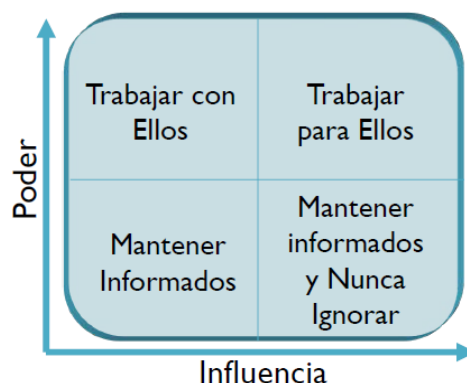 Poder
Trabajar con
Ellos
Trabajar
para Ellos
Mantener
Informados
Mantener
informados
y Nunca
Ignorar
Influencia